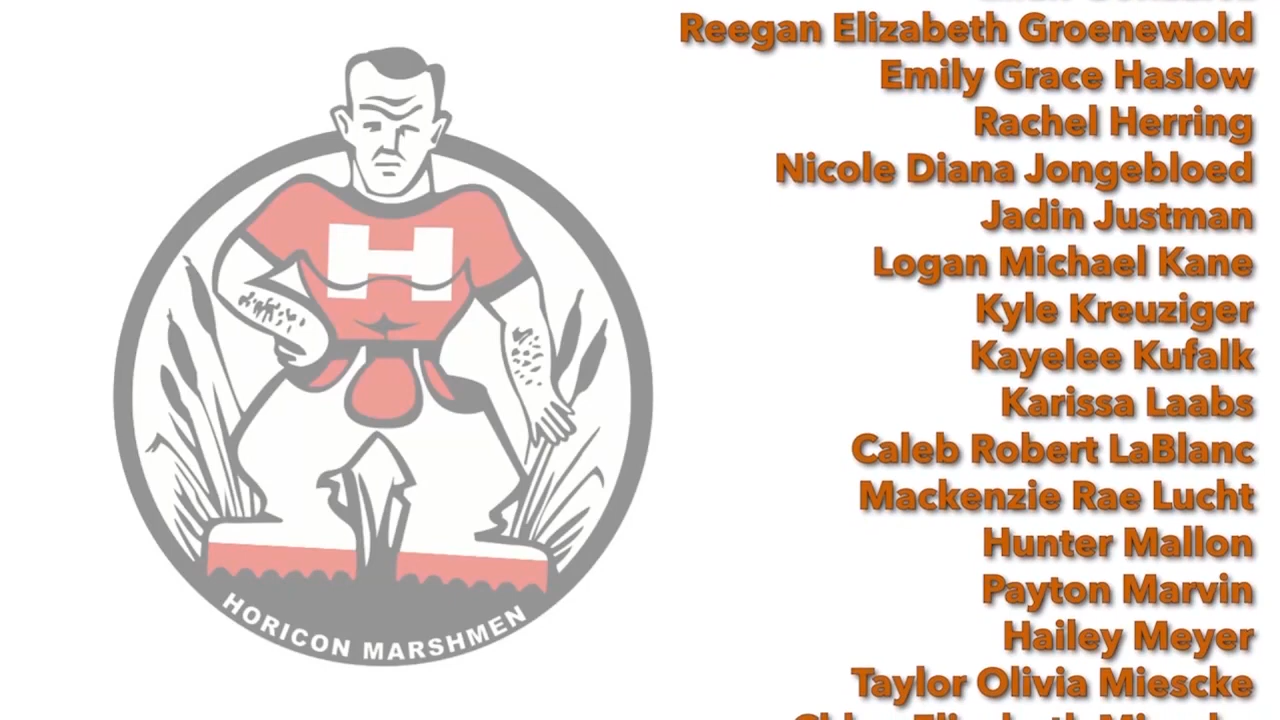 Reegan Elizabeth Groenewold
Emily Grace Haslow
Rachel Herring
Nicole Diana Jongebloed
Jadin Justman
Logan Michael Kane
Kyle Kreuziger
Kayelee Kufalk
Karissa Laabs
Caleb Robert LaBlanc
Mackenzie Rae Lucht
Hunter Mallon
Payton Marvin
Hailey Meyer
Taylor Olivia Miescke
H
HORICON MARSHMEN